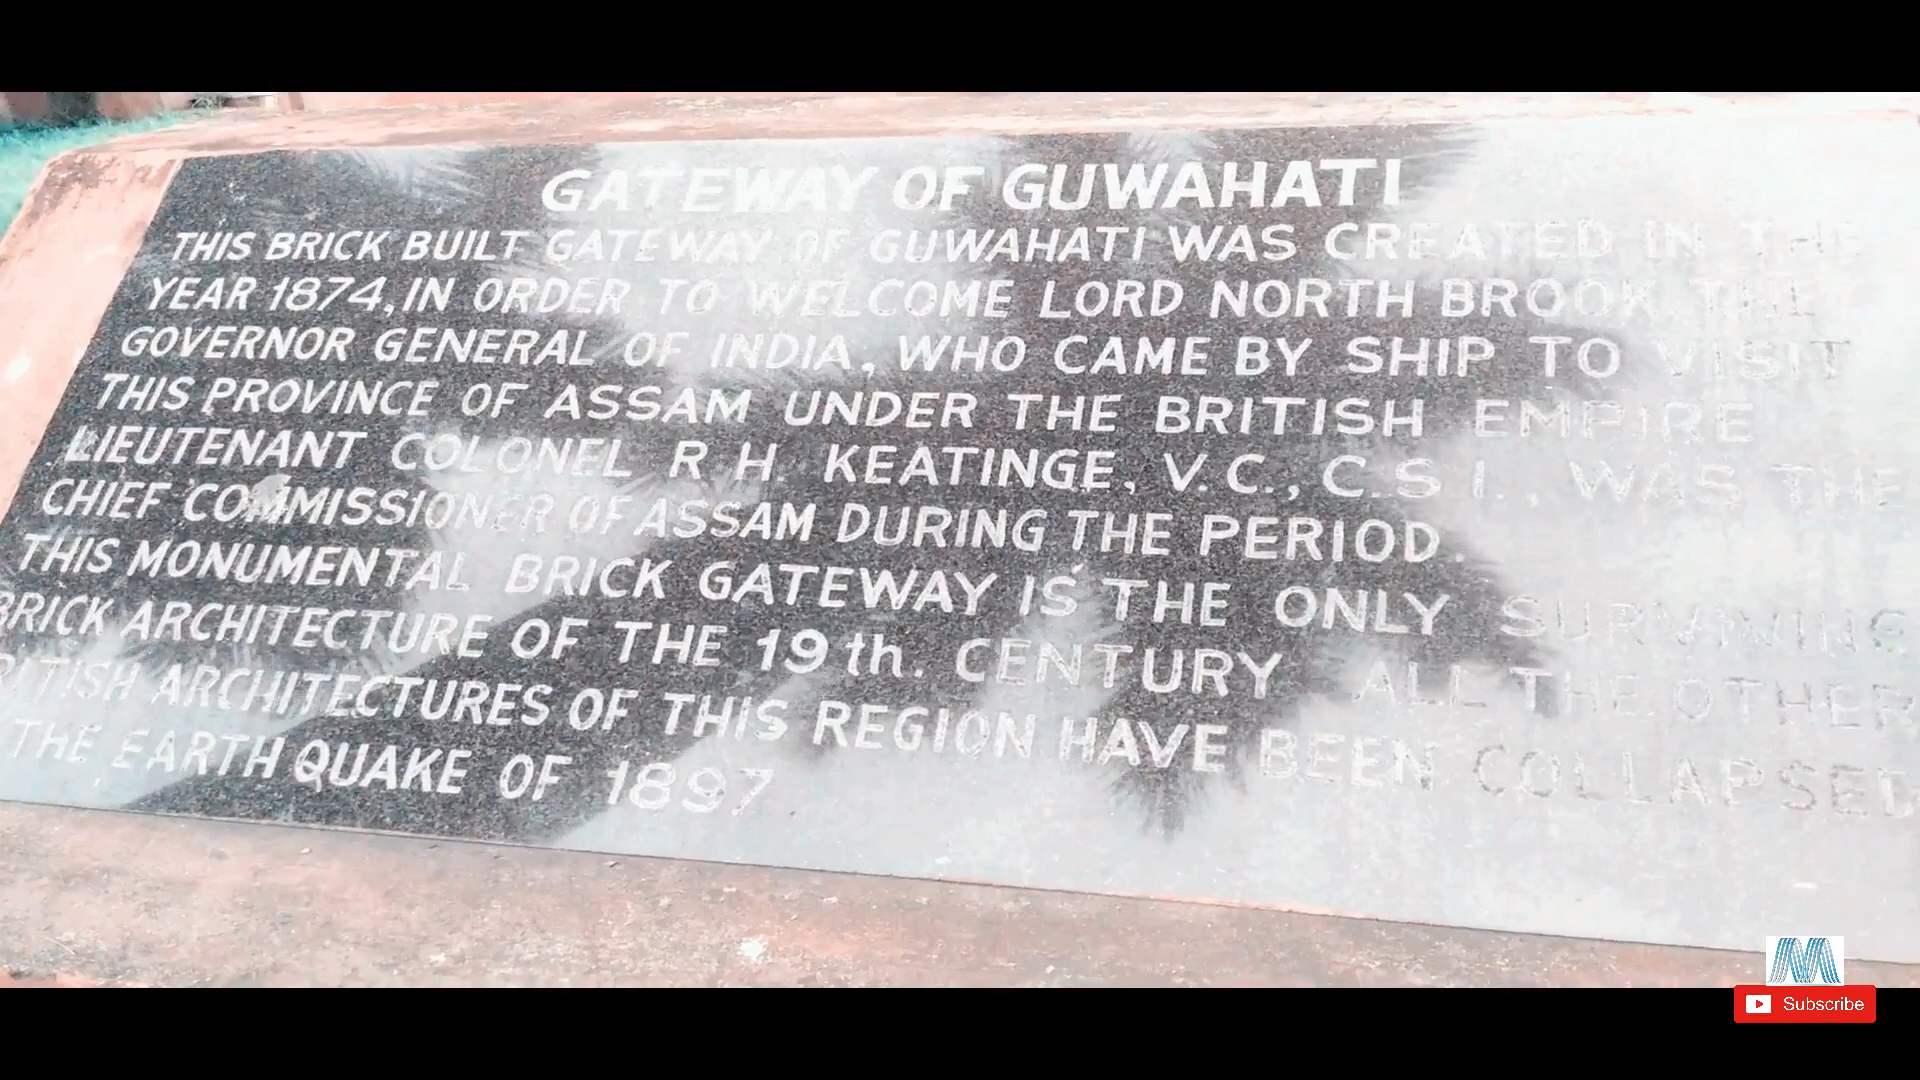 GATEWAY OF GUWAHATI
THIS BRICK BUILT GATEWAY OF GUWAHATI WAS CREATED IN THE
YEAR 1874, IN ORDER TO WELCOME LORD NORTH BROOK, THE
GOVERNOR GENERAL OF INDIA, WHO CAME BY SHIP TO VISIT
THIS PROVINCE OF ASSAM UNDER THE BRITISH EMPIRE
LIEUTENANT COLONEL R.H. KEATINGE, V.C., C.S.I., WAS THE
CHIEF COMMISSIONER OF ASSAM DURING THE PERIOD.
THIS MONUMENTAL BRICK GATEWAY IS THE ONLY SURVIVING
BRICK ARCHITECTURE OF THE 19th. CENTURY ALL THE OTHER
BRITISH ARCHITECTURES OF THIS REGION HAVE BEEN COLLAPSED
THE EARTH QUAKE OF 1897
Subscribe